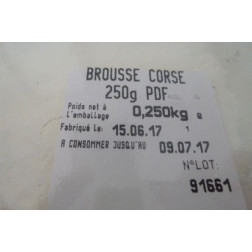 BROUSSE CORSE
250g PDF
Poids net à
l'emballage 0,250kg e
Fabriqué le: 15.06.17
A CONSOMMER JUSQU'AU 09.07.17
N°LOT:
91661